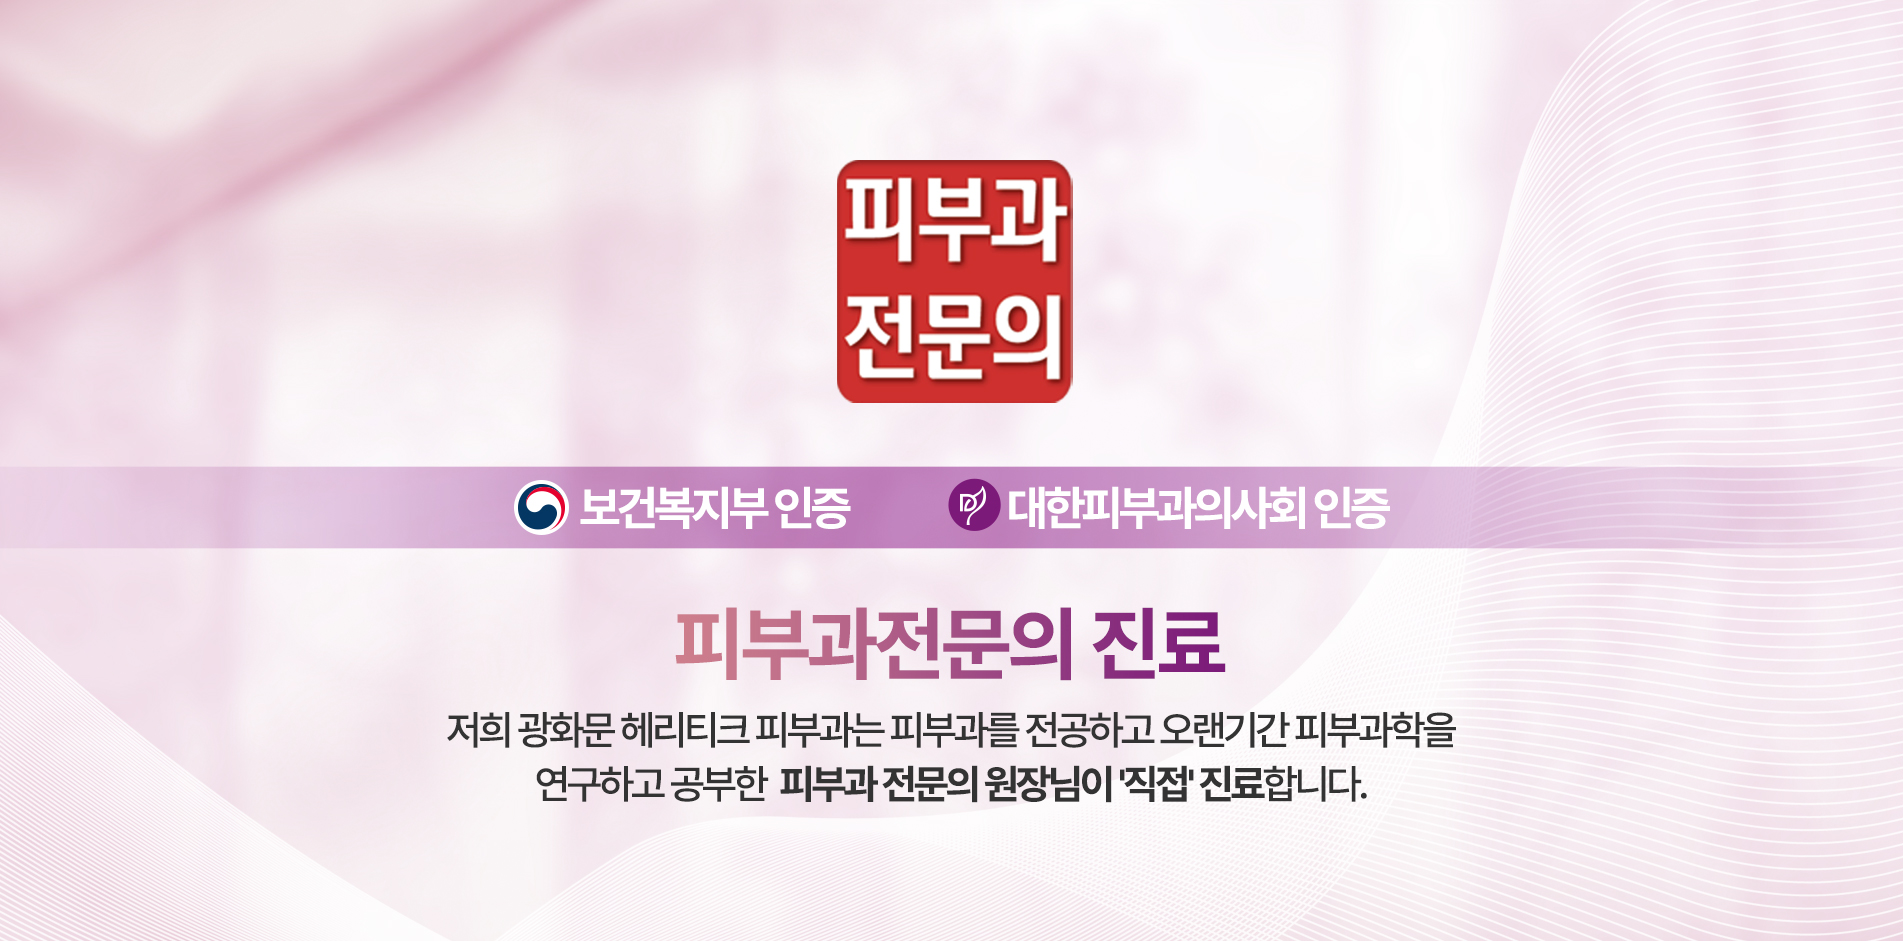 피부과
전문의
보건복지부 인증
대한피부과의사회 인증
피부과전문의 진료
저희 광화문 헤리티크 피부과는 피부과를 전공하고 오랜기간 피부과학을
연구하고 공부한 피부과 전문의 원장님이 '직접' 진료합니다.